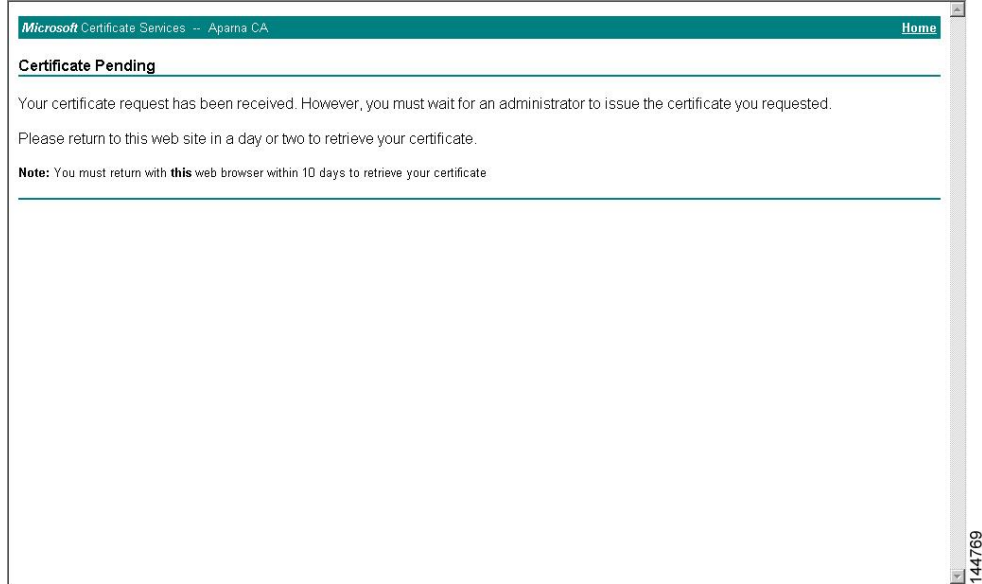 Microsoft Certificate Services -- Aparna CA Home
Certificate Pending
Your certificate request has been received. However, you must wait for an administrator to issue the certificate you requested.
Please return to this web site in a day or two to retrieve your certificate.
Note: You must return with this web browser within 10 days to retrieve your certificate
144769